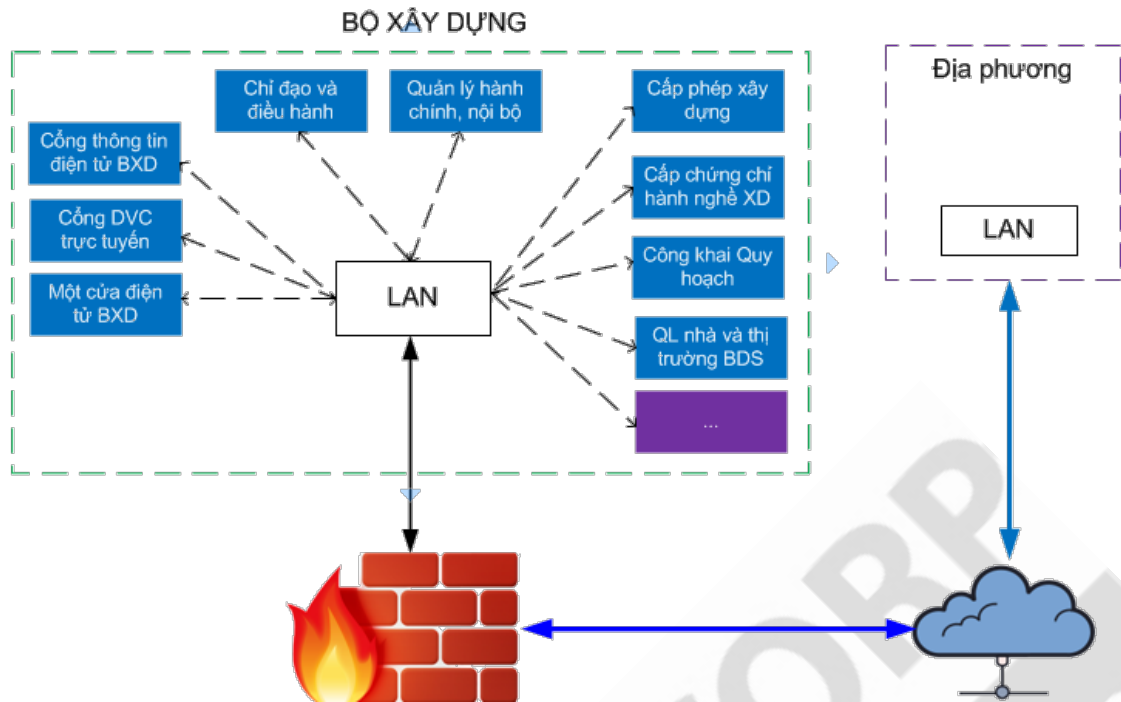 BỘ XÂY DỰNG
Chỉ đạo và
điều hành
Quán lý hành
chính, nội bộ
Cấp phép xây
dựng
Địa phương
Cổng thông tin
điện tử BXD
Cấp chứng chỉ
hành nghề XD
Cổng DVC
trực tuyến
LAN
Công khai Quy
hoạch
Một cửa điện
tử BXD
LAN
QL nhà và thị
trường BDS
...
TORP